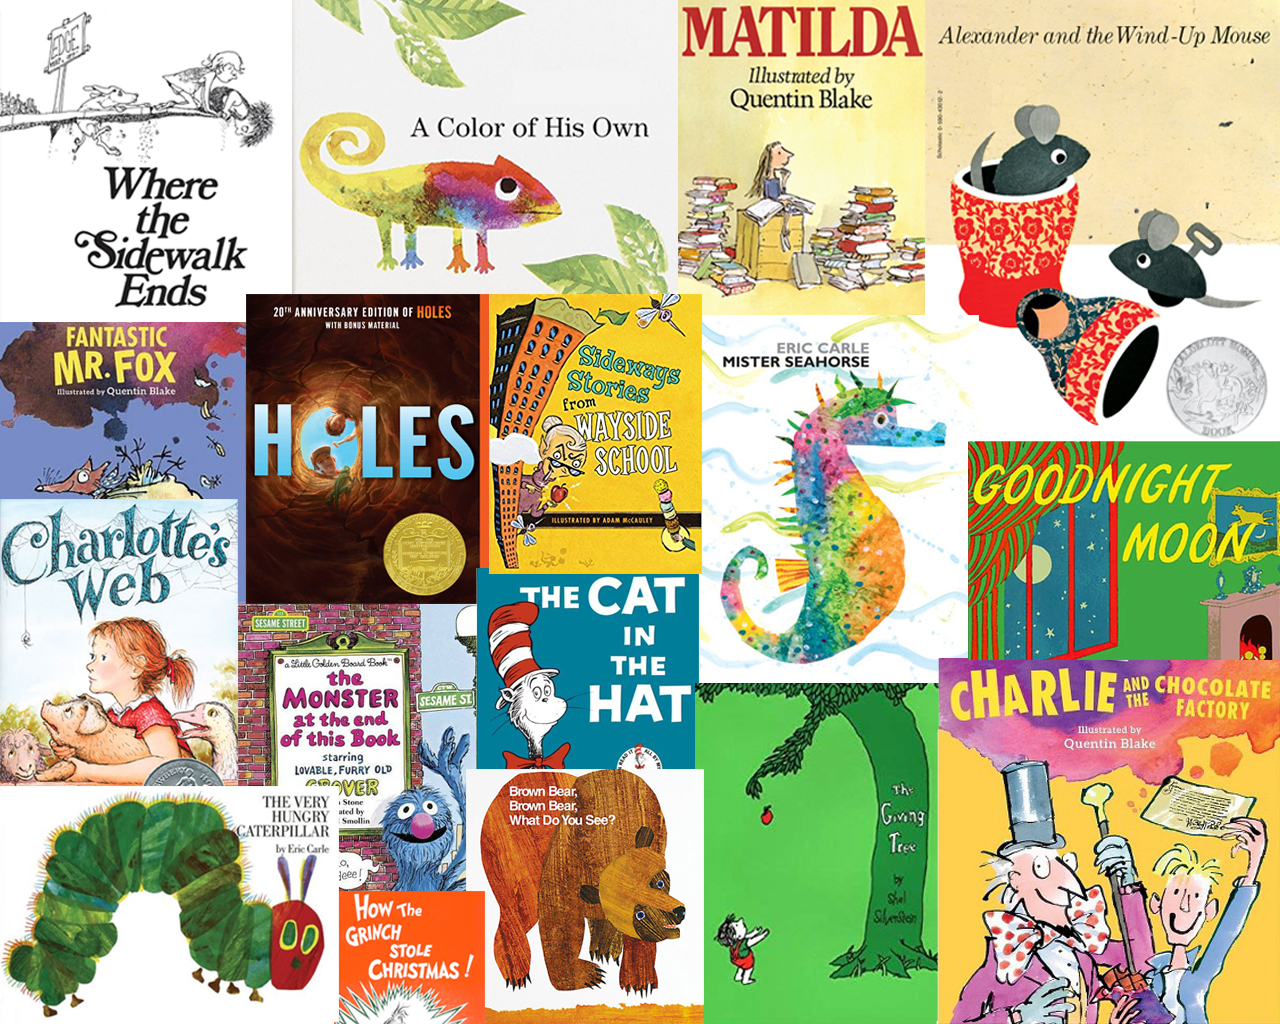 EDGE
Where
the
Sidewalk
Ends
A Color of His Own
MATILDA
Illustrated by
Quentin Blake
Alexander and the Wind-Up Mouse
FANTASTIC
MR. FOX
Illustrated by Quentin Blake
20TH ANNIVERSARY EDITION OF HOLES
WITH BONUS MATERIAL
HOLES
Sideways
Stories
from
WAYSIDE
SCHOOL
ILLUSTRATED BY ADAM McCAULEY
ERIC CARLE
MISTER SEAHORSE
BOOK
GOODNIGHT
MOON
Charlotte's
Web
SESAME STREET
a Little Golden Board Book
the
MONSTER
at the end
of this Book
starring
LOVABLE, FURRY OLD
GROVER
Stone
Smollin
SESAME ST.
THE CAT
IN
THE
HAT
CHARLIE AND THE CHOCOLATE
FACTORY
Illustrated by
Quentin Blake
THE VERY
HUNGRY
CATERPILLAR
by Eric Carle
HOW THE
GRINCH
STOLE
CHRISTMAS!
Brown Bear,
Brown Bear,
What Do You See?
The
Giving
Tree
by
Shel
Silverstein